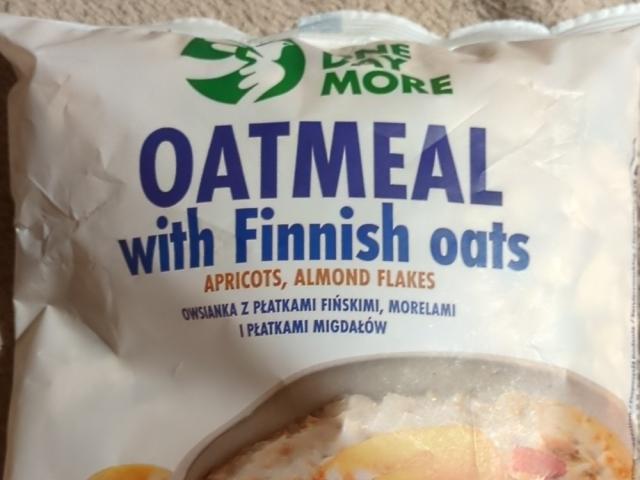 ONE
DAY
MORE
OATMEAL
with Finnish oats
APRICOTS, ALMOND FLAKES
OWSIANKA Z PŁATKAMI FIŃSKIMI, MORELAMI
I PŁATKAMI MIGDAŁÓW